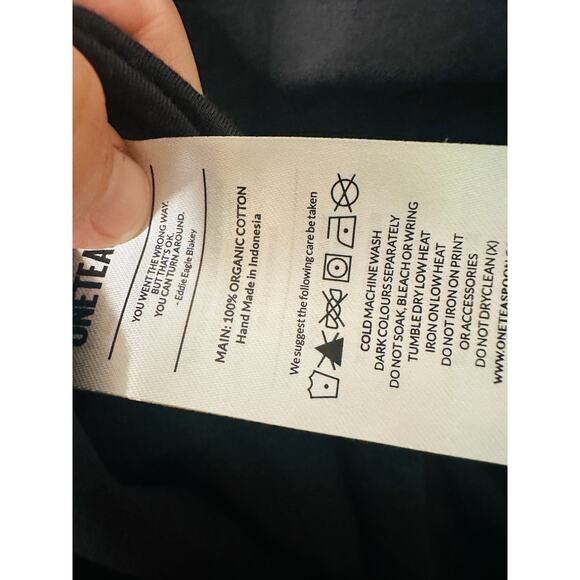 ONETEA
YOU WENT THE WRONG WAY.
BUT THAT'S OK.
YOU CAN TURN AROUND.
- Eddie Eagle Blakey
MAIN: 100% ORGANIC COTTON
Hand Made in Indonesia
We suggest the following care be taken
COLD MACHINE WASH
DARK COLOURS SEPARATELY
DO NOT SOAK, BLEACH OR WRING
TUMBLE DRY LOW HEAT
IRON ON LOW HEAT
DO NOT IRON ON PRINT
OR ACCESSORIES
DO NOT DRYCLEAN (X)
WWW.ONETEASPOON.C